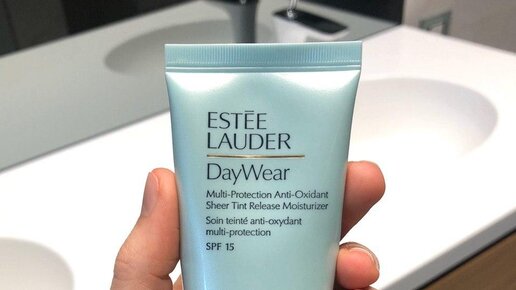 ESTĒE
LAUDER
DayWear
Multi-Protection Anti-Oxidant
Sheer Tint Release Moisturizer
Soin teinté anti-oxydant
multi-protection
SPF 15